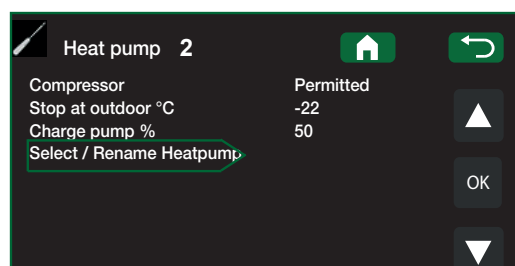 Heat pump 2
Compressor Permitted
Stop at outdoor °C -22
Charge pump % 50
Select / Rename Heatpump
OK